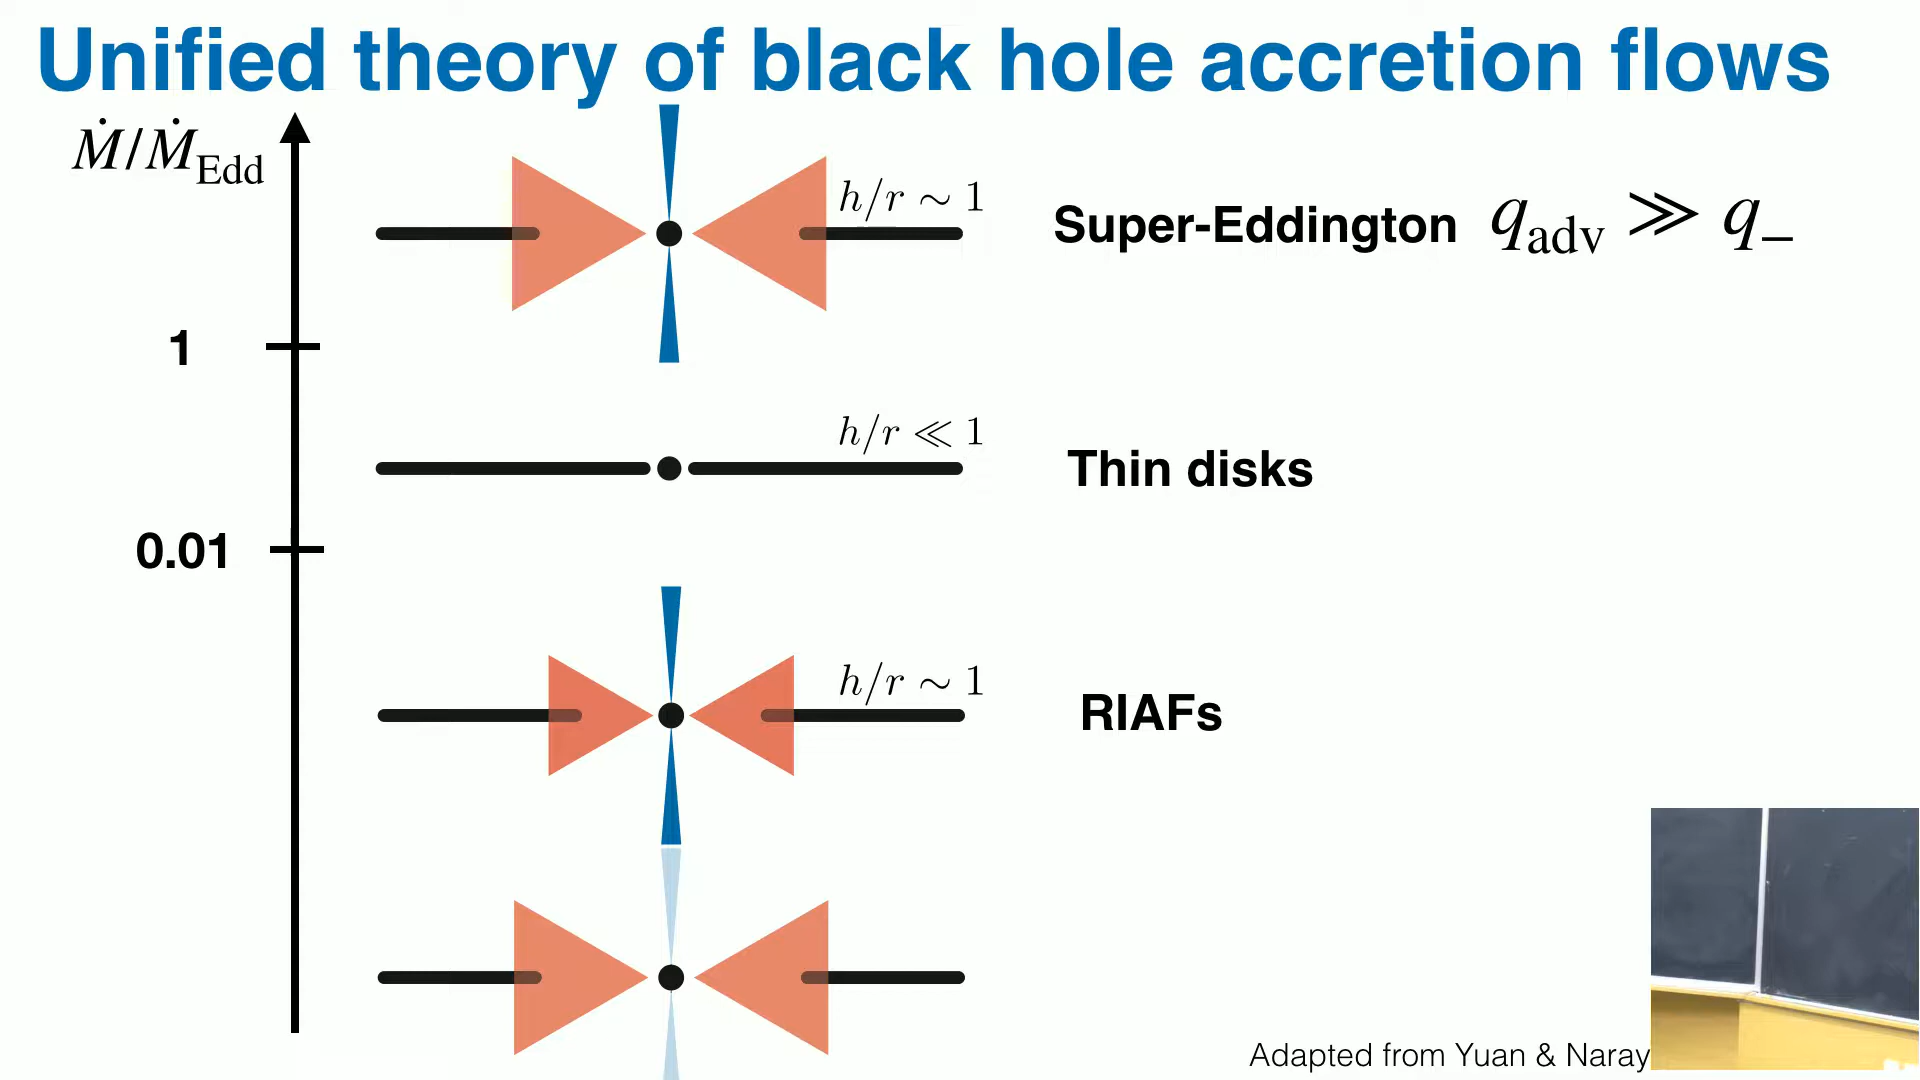 Unified theory of black hole accretion flows
Ṁ/Ṁ_Edd
h/r ∼ 1
Super-Eddington q_adv ≫ q_−
1
h/r ≪ 1
Thin disks
0.01
h/r ∼ 1
RIAFs
Adapted from Yuan & Naray